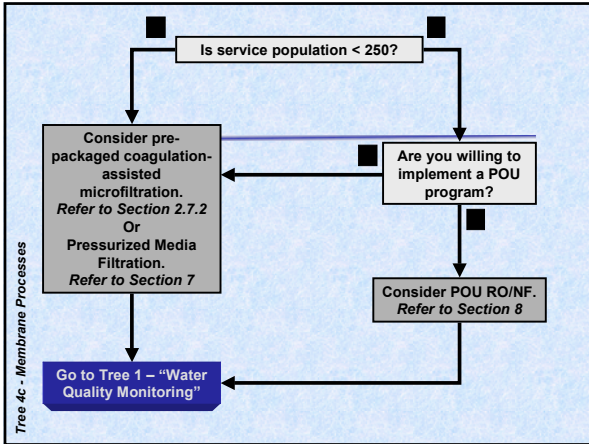 Is service population < 250?
Consider pre-
packaged coagulation-
assisted
microfiltration.
Refer to Section 2.7.2
Or
Pressurized Media
Filtration.
Refer to Section 7
Are you willing to
implement a POU
program?
Consider POU RO/NF.
Refer to Section 8
Go to Tree 1 – “Water
Quality Monitoring”
Tree 4c - Membrane Processes